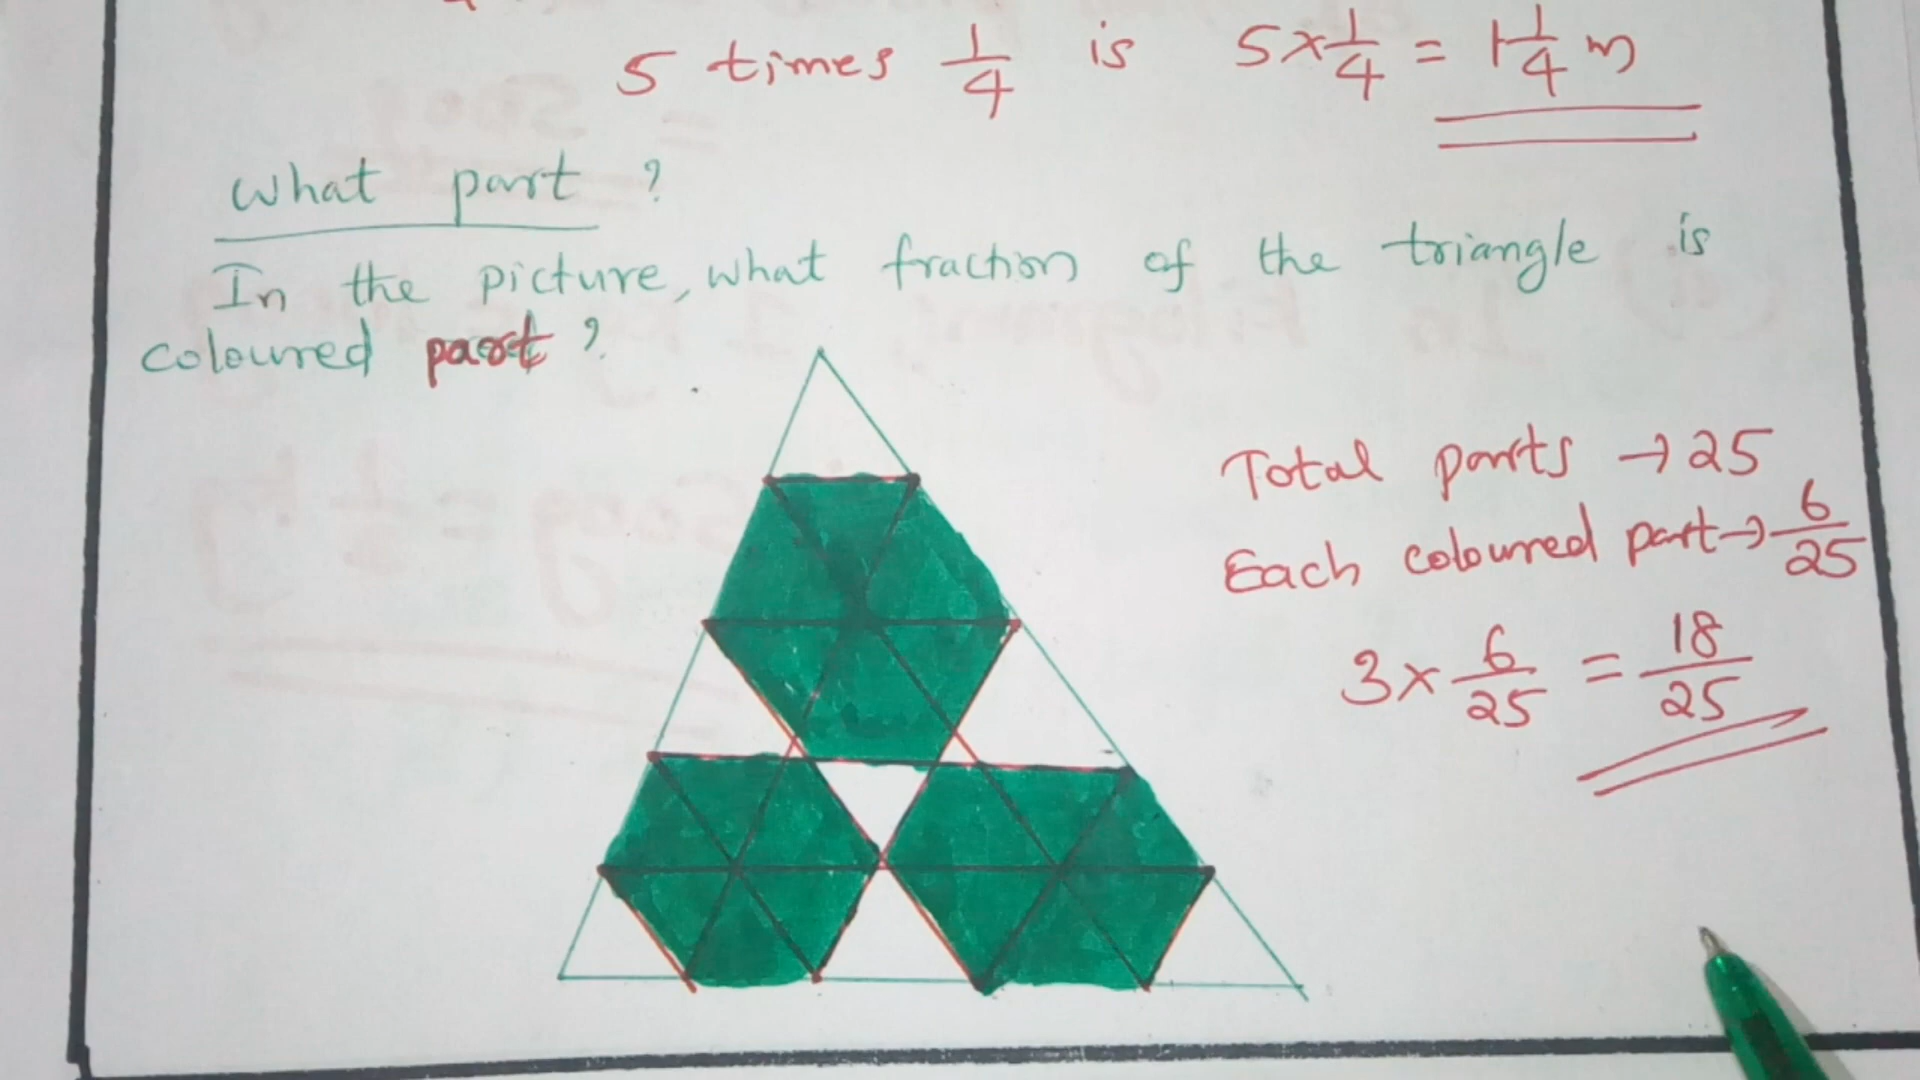 5 times 1/4 is 5×1/4 = 1 1/4 m
What part ?
In the picture, what fraction of the triangle is
coloured part ?
Total parts → 25
Each coloured part → 6/25
3 × 6/25 = 18/25